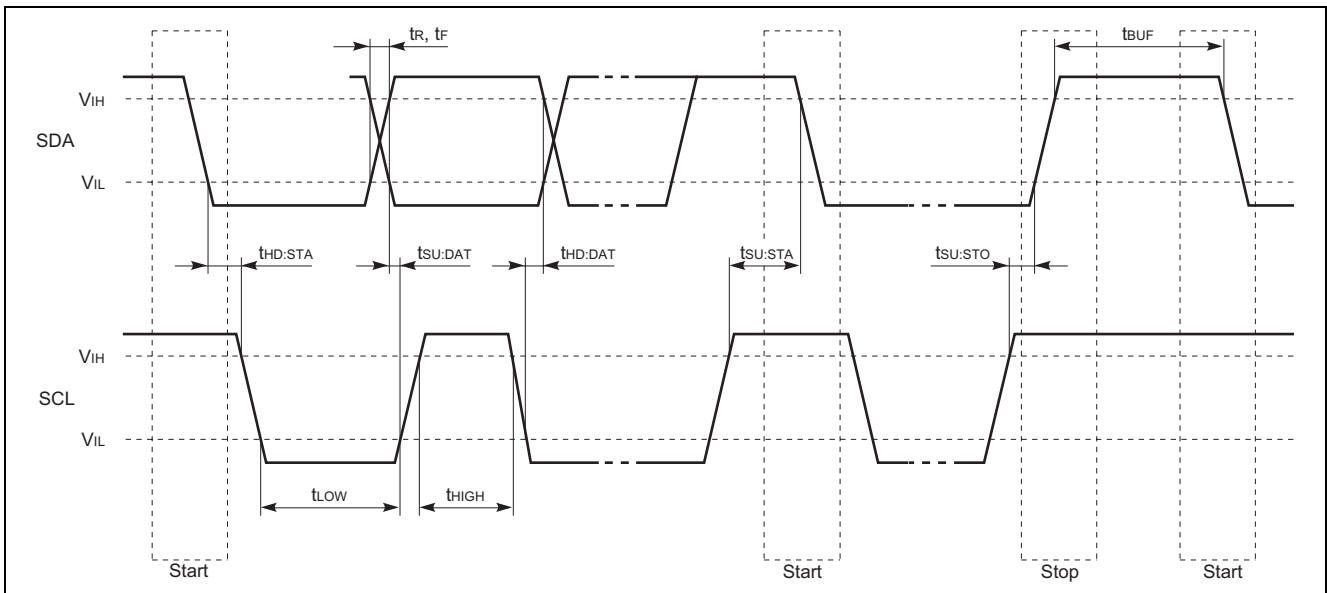 tR, tF
tBUF
VIH
SDA
VIL
tHD:STA
tSU:DAT
tHD:DAT
tSU:STA
tSU:STO
VIH
SCL
VIL
tLOW
tHIGH
Start
Start
Stop
Start